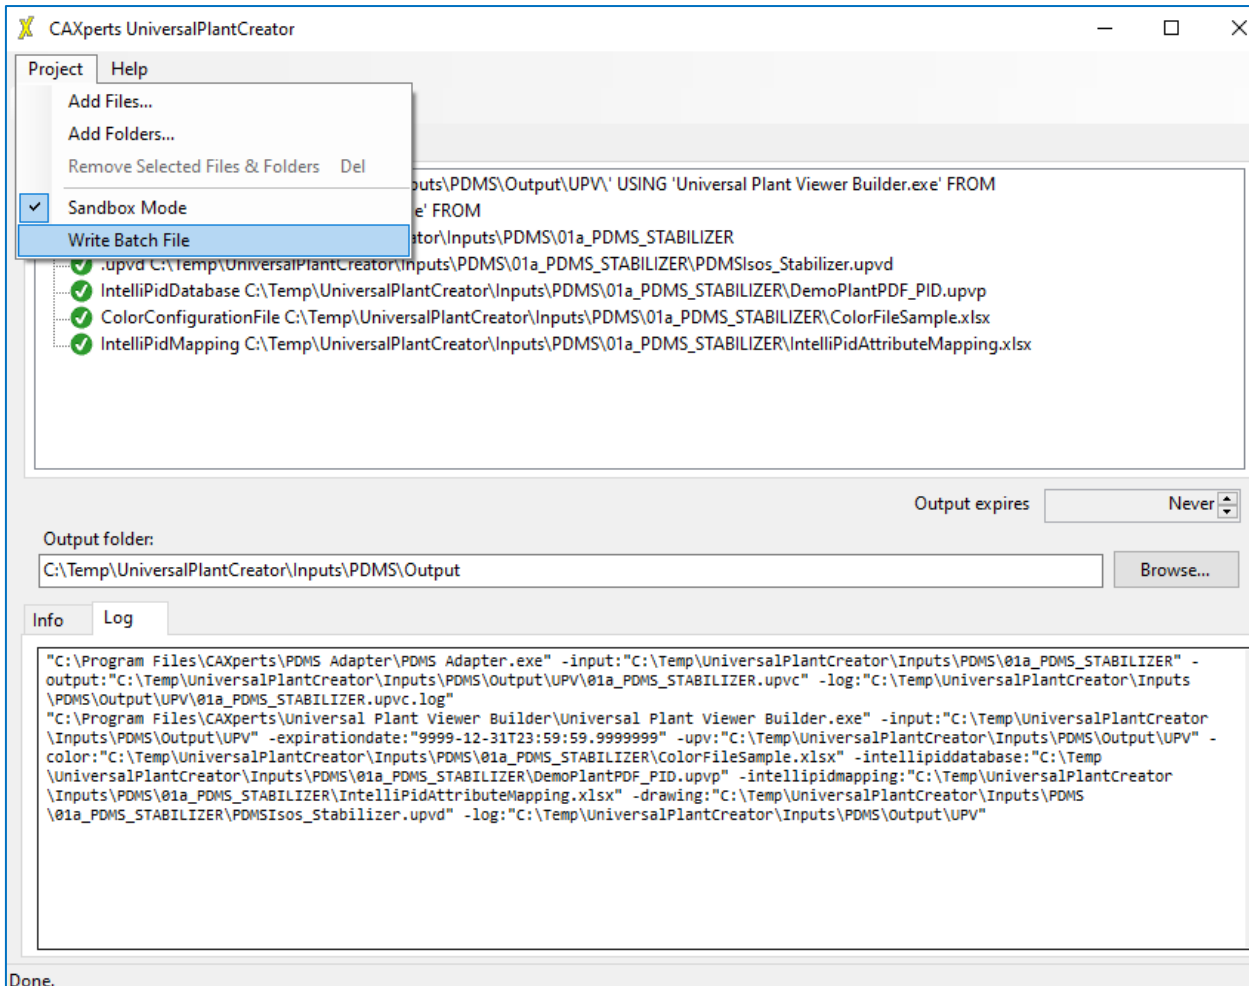 CAXperts UniversalPlantCreator
Project Help
Add Files...
Add Folders...
Remove Selected Files & Folders Del
Sandbox Mode
Write Batch File
puts\PDMS\Output\UPV\' USING 'Universal Plant Viewer Builder.exe' FROM
e' FROM
ator\Inputs\PDMS\01a_PDMS_STABILIZER
.upvd C:\Temp\UniversalPlantCreator\Inputs\PDMS\01a_PDMS_STABILIZER\PDMSIsos_Stabilizer.upvd
IntelliPidDatabase C:\Temp\UniversalPlantCreator\Inputs\PDMS\01a_PDMS_STABILIZER\DemoPlantPDF_PID.upvp
ColorConfigurationFile C:\Temp\UniversalPlantCreator\Inputs\PDMS\01a_PDMS_STABILIZER\ColorFileSample.xlsx
IntelliPidMapping C:\Temp\UniversalPlantCreator\Inputs\PDMS\01a_PDMS_STABILIZER\IntelliPidAttributeMapping.xlsx
Output expires Never
Output folder:
C:\Temp\UniversalPlantCreator\Inputs\PDMS\Output Browse...
Info Log
"C:\Program Files\CAXperts\PDMS Adapter\PDMS Adapter.exe" -input:"C:\Temp\UniversalPlantCreator\Inputs\PDMS\01a_PDMS_STABILIZER" -
output:"C:\Temp\UniversalPlantCreator\Inputs\PDMS\Output\UPV\01a_PDMS_STABILIZER.upvc" -log:"C:\Temp\UniversalPlantCreator\Inputs
\PDMS\Output\UPV\01a_PDMS_STABILIZER.upvc.log"
"C:\Program Files\CAXperts\Universal Plant Viewer Builder\Universal Plant Viewer Builder.exe" -input:"C:\Temp\UniversalPlantCreator
\Inputs\PDMS\Output\UPV" -expirationdate:"9999-12-31T23:59:59.9999999" -upv:"C:\Temp\UniversalPlantCreator\Inputs\PDMS\Output\UPV" -
color:"C:\Temp\UniversalPlantCreator\Inputs\PDMS\01a_PDMS_STABILIZER\ColorFileSample.xlsx" -intellipiddatabase:"C:\Temp
\UniversalPlantCreator\Inputs\PDMS\01a_PDMS_STABILIZER\DemoPlantPDF_PID.upvp" -intellipidmapping:"C:\Temp\UniversalPlantCreator
\Inputs\PDMS\01a_PDMS_STABILIZER\IntelliPidAttributeMapping.xlsx" -drawing:"C:\Temp\UniversalPlantCreator\Inputs\PDMS
\01a_PDMS_STABILIZER\PDMSIsos_Stabilizer.upvd" -log:"C:\Temp\UniversalPlantCreator\Inputs\PDMS\Output\UPV"
Done.